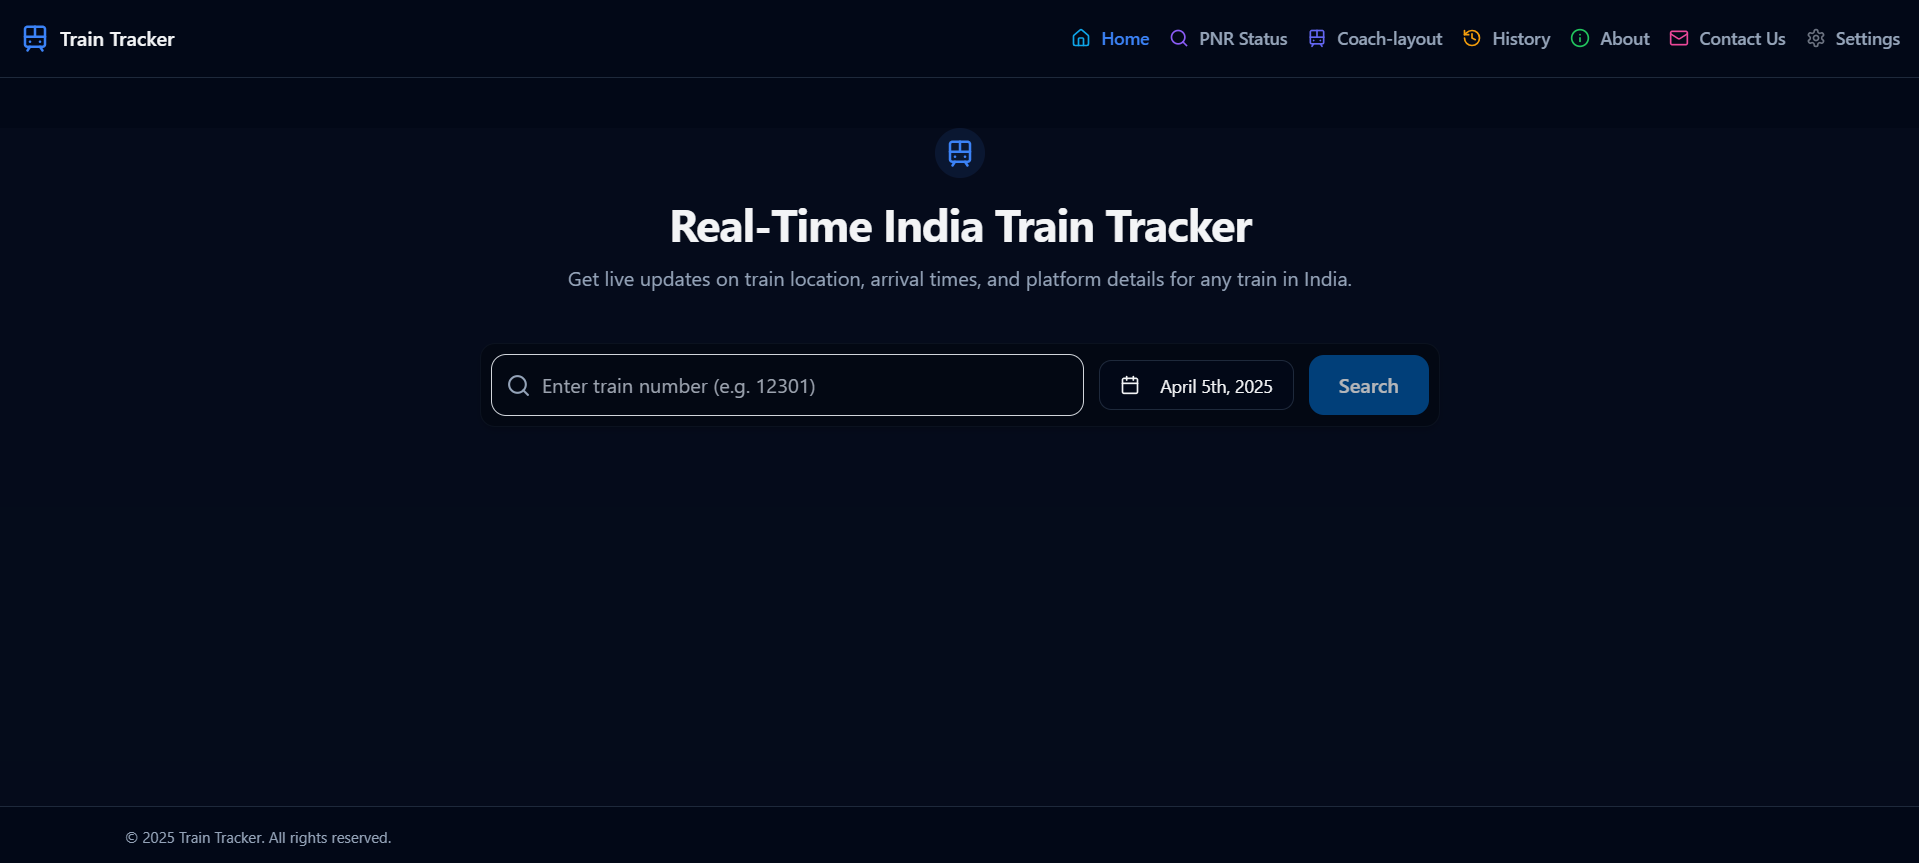 Train Tracker
Home PNR Status Coach-layout History About Contact Us Settings
Real-Time India Train Tracker
Get live updates on train location, arrival times, and platform details for any train in India.
Enter train number (e.g. 12301)
April 5th, 2025
Search
© 2025 Train Tracker. All rights reserved.